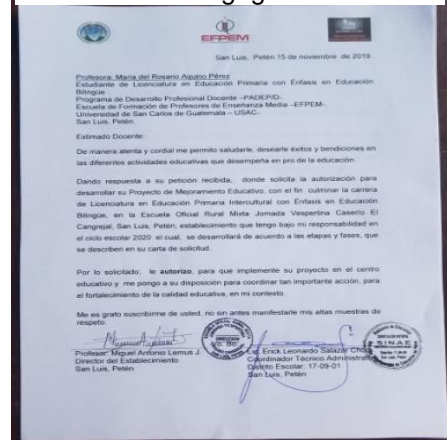 EFPEM
San Luis, Petén 15 de noviembre de 2019.
Profesora: María del Rosario Aquino Pérez
Estudiante de Licenciatura en Educación Primaria con Énfasis en Educación
Bilingüe
Programa de Desarrollo Profesional Docente –PADEP/D-.
Escuela de Formación de Profesores de Enseñanza Media –EFPEM-.
Universidad de San Carlos de Guatemala – USAC-.
San Luis, Petén.
Estimado Docente:
De manera atenta y cordial me permito saludarle, desearle éxitos y bendiciones en
las diferentes actividades educativas que desempeña en pro de la educación.
Dando respuesta a su petición recibida, donde solicita la autorización para
desarrollar su Proyecto de Mejoramiento Educativo, con el fin culminar la carrera
de Licenciatura en Educación Primaria Intercultural con Énfasis en Educación
Bilingüe, en la Escuela Oficial Rural Mixta Jornada Vespertina Caserío El
Cangrejal, San Luis, Petén; establecimiento que tengo bajo mi responsabilidad en
el ciclo escolar 2020 el cual, se desarrollará de acuerdo a las etapas y fases, que
se describen en su carta de solicitud.
Por lo solicitado, le autorizo, para que implemente su proyecto en el centro
educativo y me pongo a su disposición para coordinar tan importante acción, para
el fortalecimiento de la calidad educativa, en mi contexto.
Me es grato suscribirme de usted, no sin antes manifestarle mis altas muestras de
respeto.
Profesor: Miguel Antonio Lemus J.
Director del Establecimiento
San Luis, Petén
Vo. Bo.
Lic. Erick Leonardo Salazar
Coordinador Técnico Administrativo
Distrito Escolar: 17-09-01
San Luis, Petén
SINAE